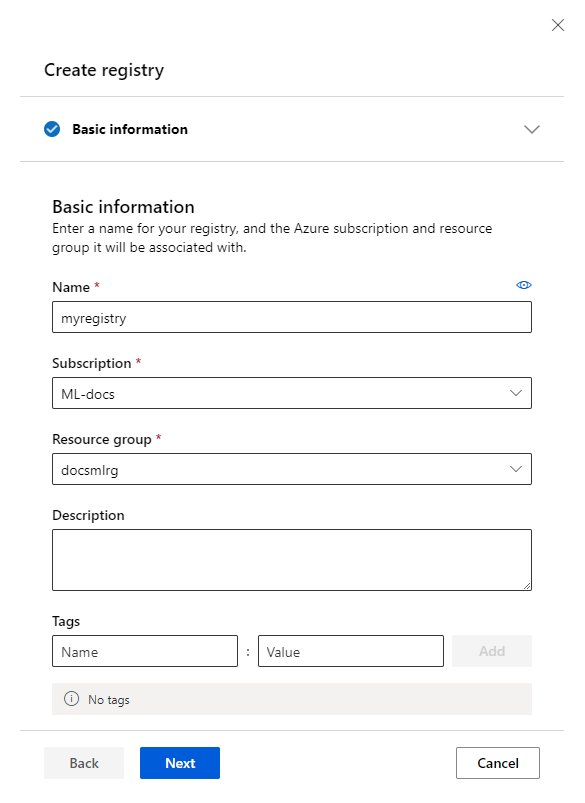 Create registry
Basic information
Basic information
Enter a name for your registry, and the Azure subscription and resource
group it will be associated with.
Name *
myregistry
Subscription *
ML-docs
Resource group *
docsmlrg
Description
Tags
Name : Value Add
No tags
Back Next Cancel